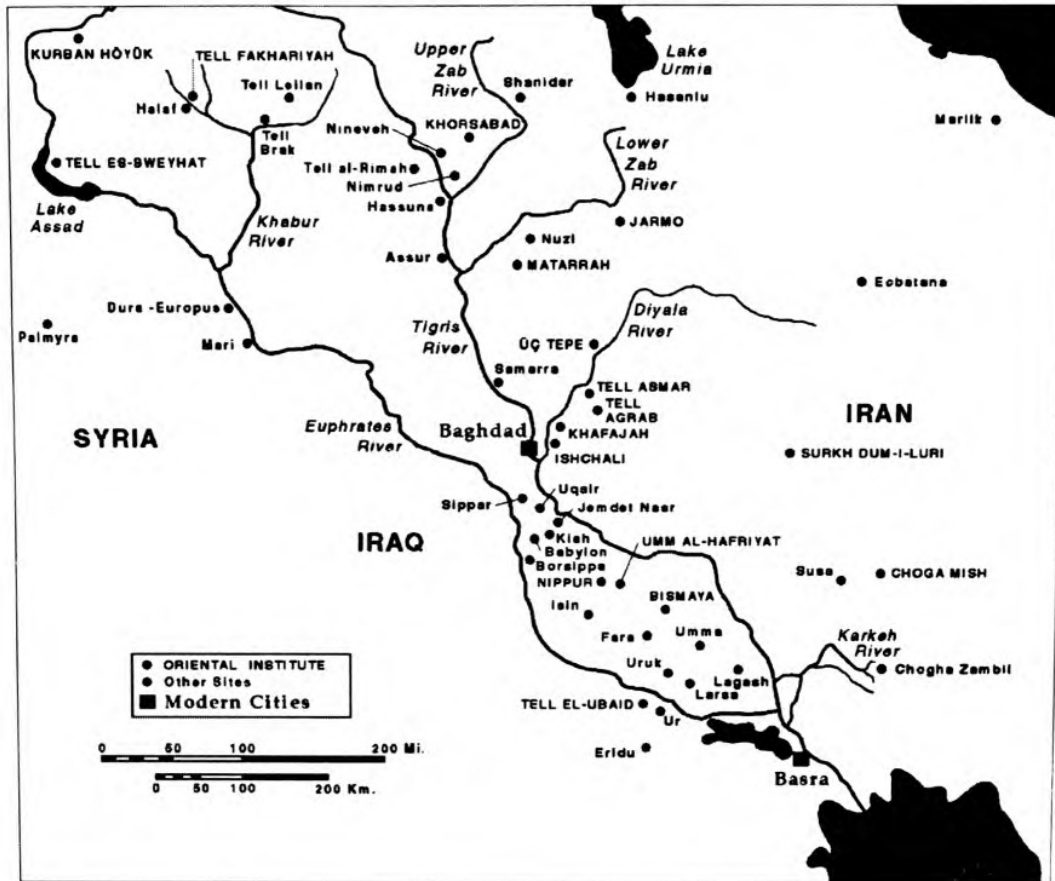 KURBAN HÖYÜK
TELL FAKHARIYAH
Upper
Zab
River
Lake
Urmia
Tell Leilan
Shanidar
Halaf
Hasanlu
KHORSABAD
Marlik
Nineveh
Tell
Brak
Lower
Zab
River
TELL ES-SWEYHAT
Tell al-Rimah
Nimrud
Hassuna
Lake
Assad
Khabur
River
JARMO
Nuzi
Assur
MATARRAH
Ecbatana
Dura-Europus
Diyala
River
Palmyra
Mari
Tigris
River
ÜÇ TEPE
Samarra
TELL ASMAR
TELL
AGRAB
IRAN
SYRIA
Euphrates
River
Baghdad
KHAFAJAH
ISHCHALI
SURKH DUM-I-LURI
Sippar
Uqair
Jemdet Nasr
IRAQ
Kish
Babylon
UMM AL-HAFRIYAT
Borsippa
NIPPUR
Susa
CHOGA MISH
Isin
BISMAYA
Fara
Umma
Karkeh
River
Uruk
Lagash
Chogha Zambil
Larsa
ORIENTAL INSTITUTE
Other Sites
Modern Cities
TELL EL-UBAID
Ur
Eridu
0 50 100 200 Mi.
Basra
0 50 100 200 Km.